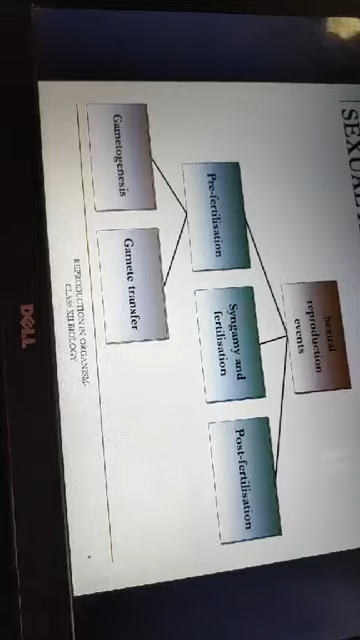 SEXUAL
Sexual
reproduction
events
Pre-fertilisation
Syngamy and
fertilisation
Post-fertilisation
Gametogenesis
Gamete transfer
REPRODUCTION IN ORGANISM-
CLASS XII BIOLOGY
DELL